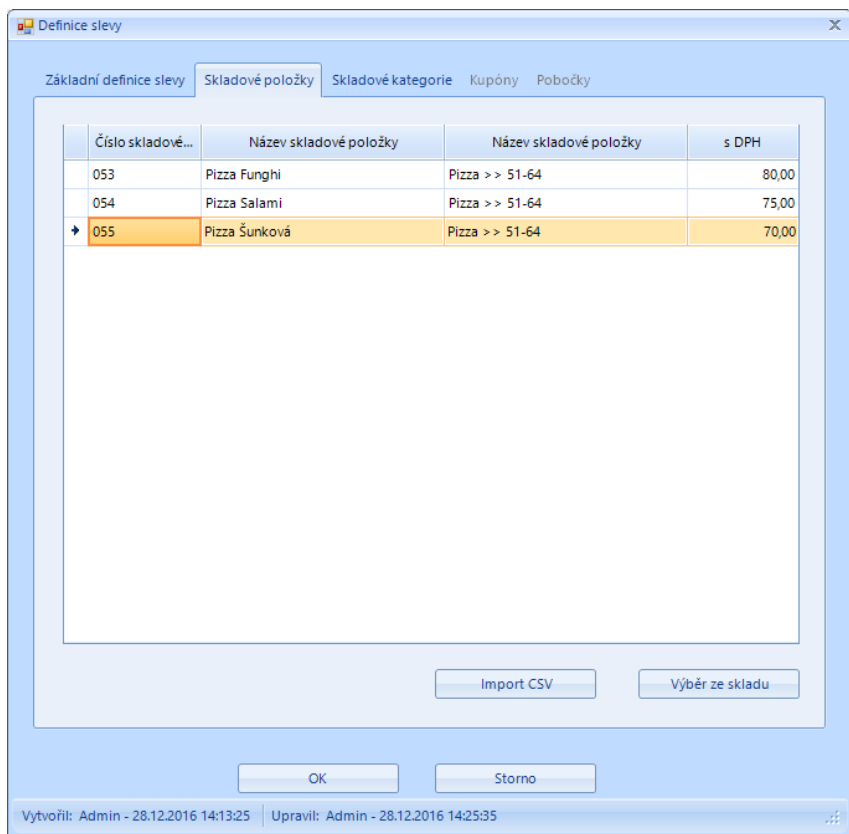 Definice slevy
Základní definice slevy Skladové položky Skladové kategorie Kupóny Pobočky
Číslo skladové... Název skladové položky Název skladové položky s DPH
053 Pizza Funghi Pizza >> 51-64 80,00
054 Pizza Salami Pizza >> 51-64 75,00
055 Pizza Šunková Pizza >> 51-64 70,00
Import CSV Výběr ze skladu
OK Storno
Vytvořil: Admin - 28.12.2016 14:13:25 Upravil: Admin - 28.12.2016 14:25:35